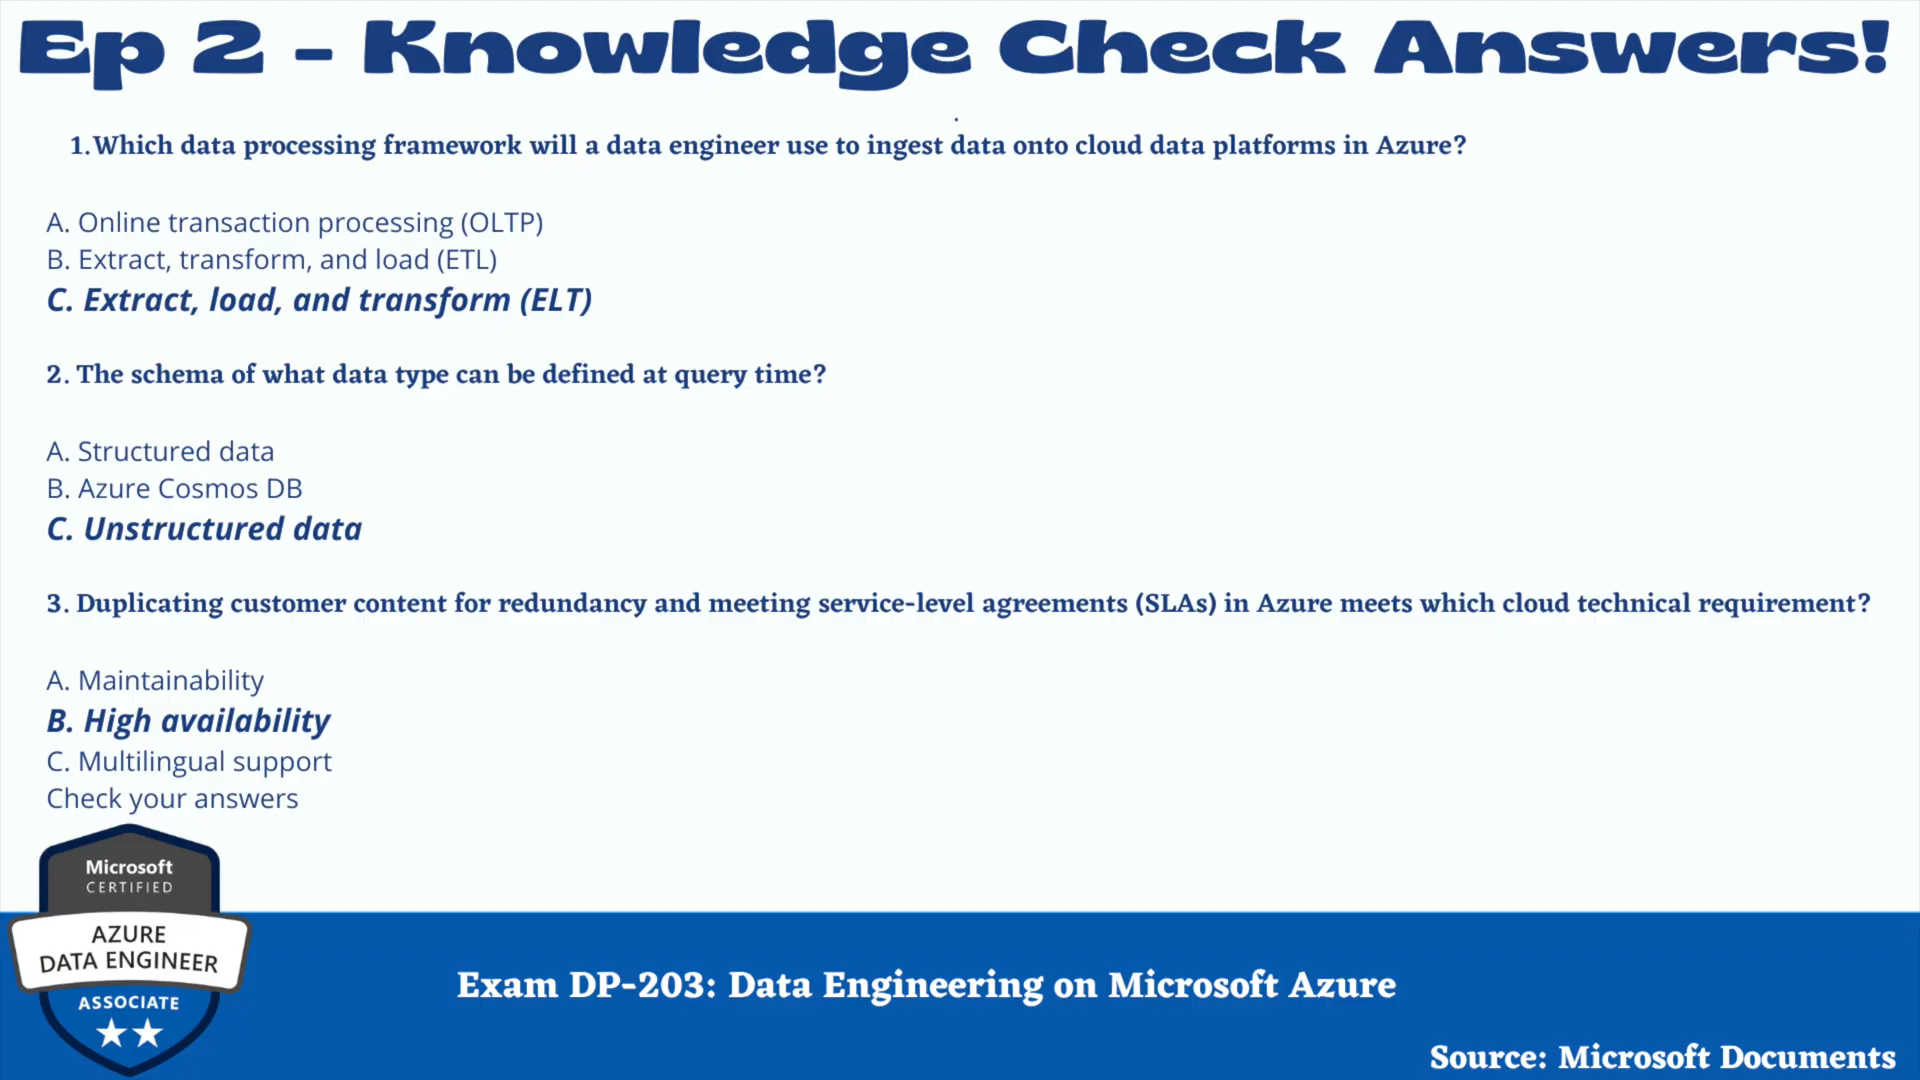 Ep 2 - Knowledge Check Answers!
1.Which data processing framework will a data engineer use to ingest data onto cloud data platforms in Azure?
A. Online transaction processing (OLTP)
B. Extract, transform, and load (ETL)
C. Extract, load, and transform (ELT)
2. The schema of what data type can be defined at query time?
A. Structured data
B. Azure Cosmos DB
C. Unstructured data
3. Duplicating customer content for redundancy and meeting service-level agreements (SLAs) in Azure meets which cloud technical requirement?
A. Maintainability
B. High availability
C. Multilingual support
Check your answers
Microsoft
CERTIFIED
AZURE
DATA ENGINEER
ASSOCIATE
Exam DP-203: Data Engineering on Microsoft Azure
Source: Microsoft Documents